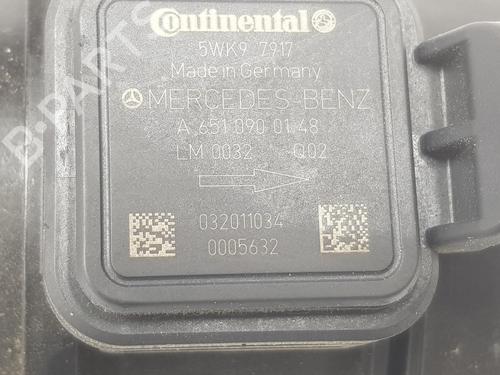 Continental
5WK9 7917
Made in Germany
MERCEDES-BENZ
A 651 090 01 48
LM 0032 -Q02
032011034
0005632
B-PARTS